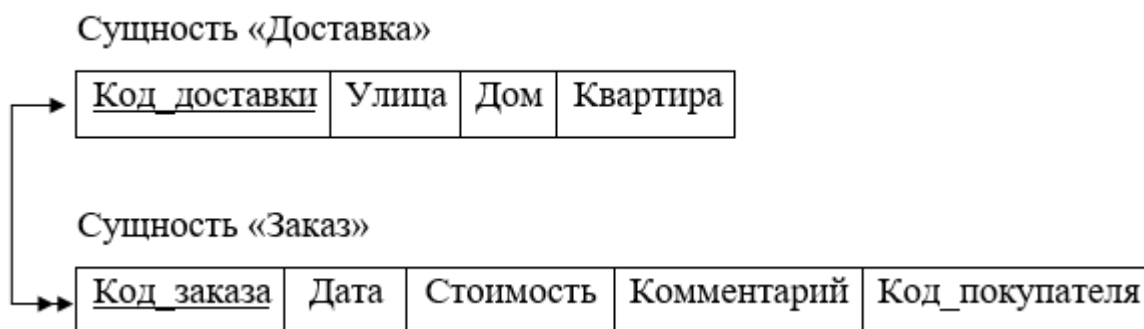 Сущность «Доставка»
Код_доставки Улица Дом Квартира
Сущность «Заказ»
Код_заказа Дата Стоимость Комментарий Код_покупателя